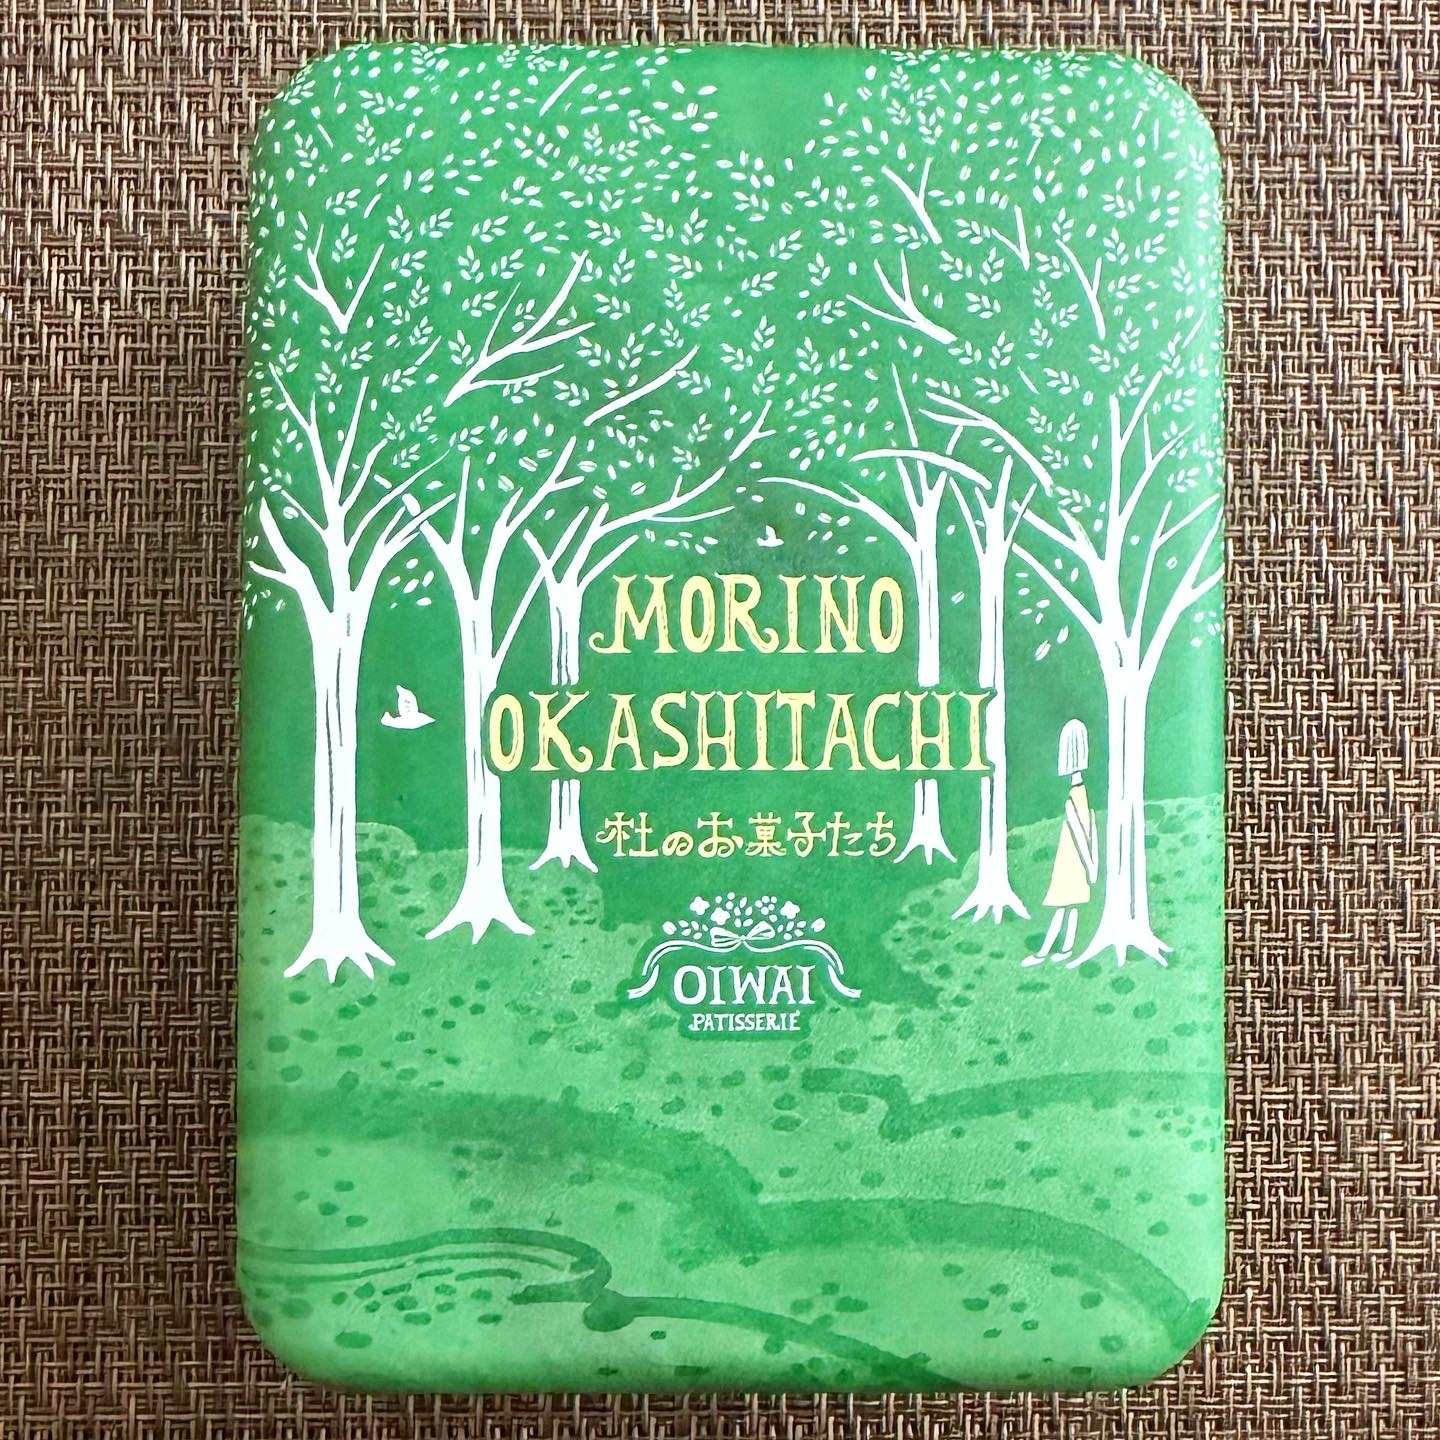 MORINO
OKASHITACHI
杜のお菓子たち
OIWAI
PATISSERIE